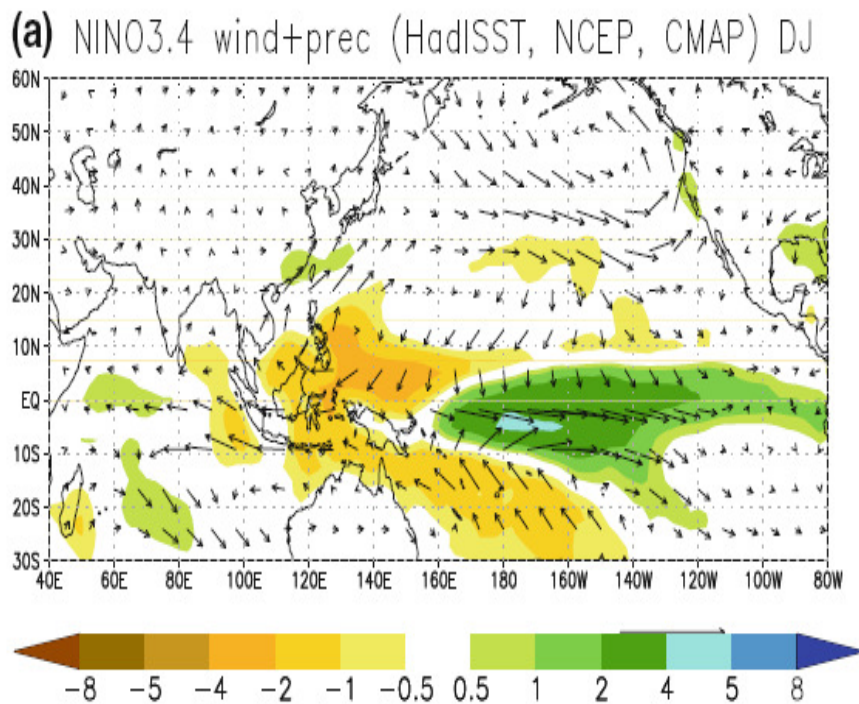 (a) NINO3.4 wind+prec (HadISST, NCEP, CMAP) DJ
60N
50N
40N
30N
20N
10N
EQ
10S
20S
30S
40E 60E 80E 100E 120E 140E 160E 180 160W 140W 120W 100W 80W
-8 -5 -4 -2 -1 -0.5 0.5 1 2 4 5 8